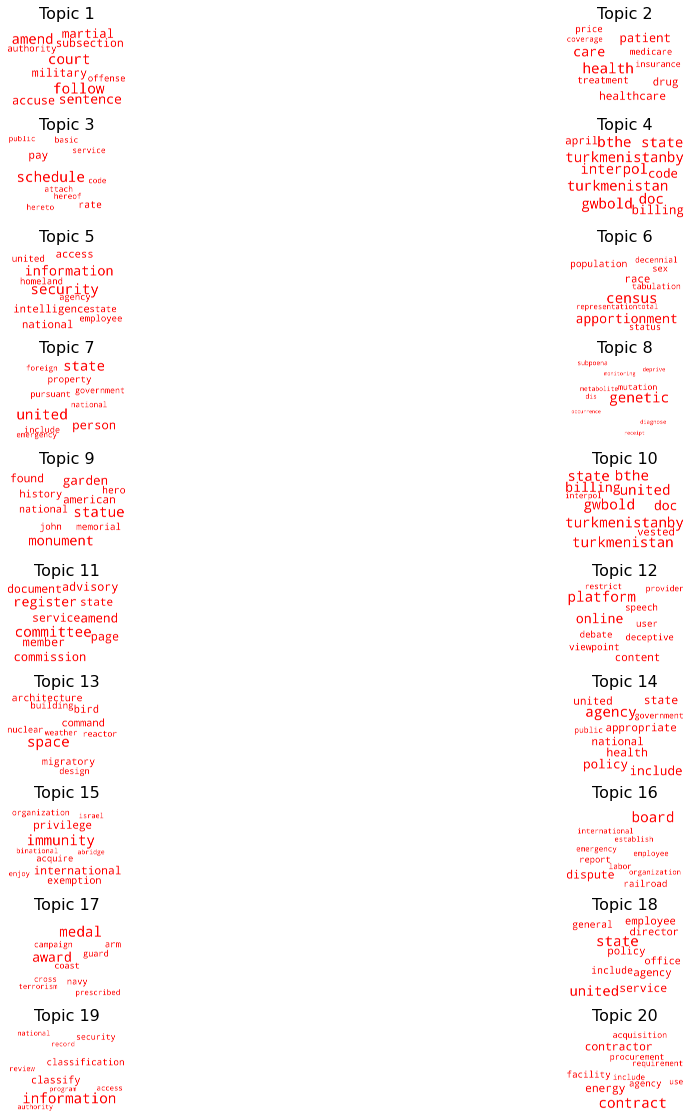 Topic 1
amend martial
authority subsection
court
military offense
follow
accuse sentence
Topic 2
price
coverage patient
care medicare
health insurance
treatment drug
healthcare
Topic 3
public basic
pay service
schedule code
attach
hereof
hereto rate
Topic 4
april bthe state
turkmenistanby
interpol code
turkmenistan
gwbold doc
billing
Topic 5
united access
information
homeland
security
agency
intelligence state
national employee
Topic 6
population decennial
sex
race
tabulation
census
representation total
apportionment
status
Topic 7
foreign state
property
pursuant government
national
united
include person
emergency
Topic 8
subpoena
monitoring deprive
metabolite mutation
dis genetic
occurrence
diagnose
receipt
Topic 9
found garden
history hero
american
national statue
john memorial
monument
Topic 10
state bthe
billing united
interpol
gwbold doc
turkmenistanby
vested
turkmenistan
Topic 11
document advisory
register state
service amend
committee page
member
commission
Topic 12
restrict provider
platform
speech
online user
debate deceptive
viewpoint
content
Topic 13
architecture
building bird
command
nuclear weather reactor
space
migratory
design
Topic 14
united state
agency government
public appropriate
national
health
policy include
Topic 15
organization israel
privilege
immunity
binational abridge
acquire
enjoy international
exemption
Topic 16
board
international
establish
emergency employee
report labor
dispute organization
railroad
Topic 17
medal
campaign arm
award guard
coast
cross navy
terrorism prescribed
Topic 18
general employee
director
state
policy
office
include agency
united service
Topic 19
national security
record
classification
review
classify
program access
information
authority
Topic 20
acquisition
contractor
procurement
requirement
facility include
energy agency use
contract